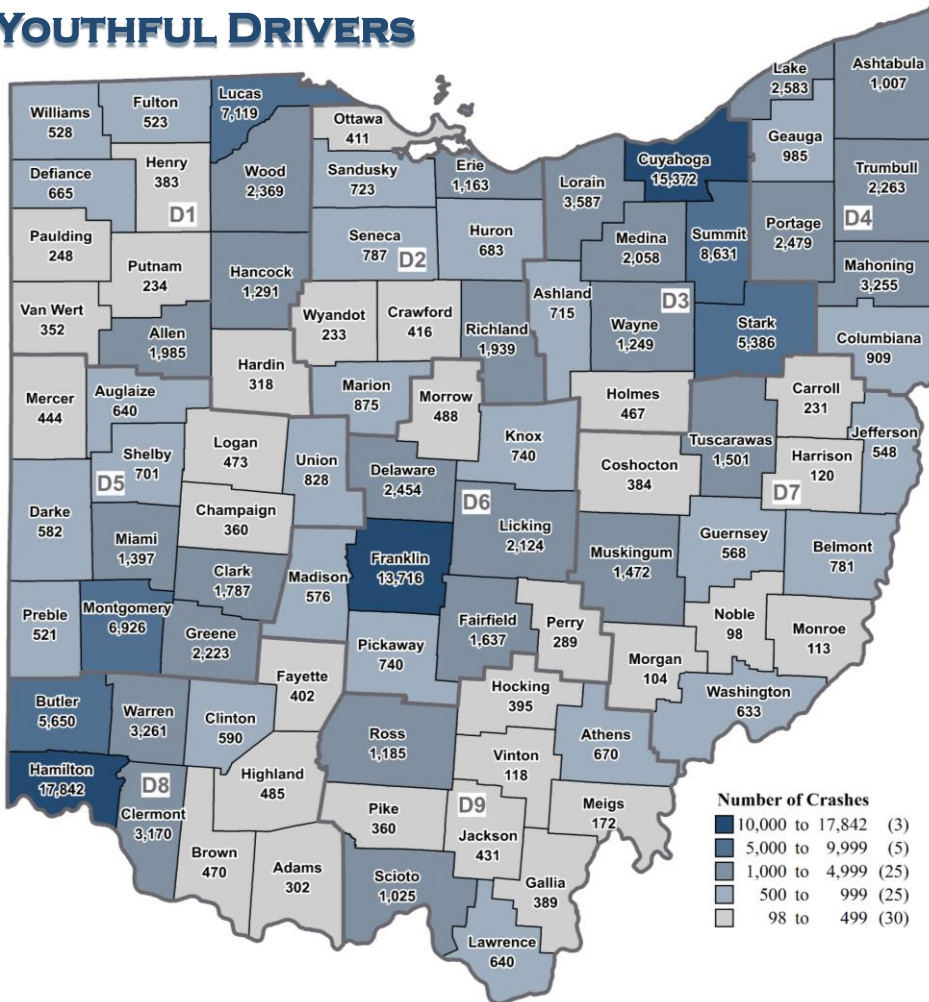 YOUTHFUL DRIVERS
Lake
2,583
Ashtabula
1,007
Williams
528
Fulton
523
Lucas
7,119
Ottawa
411
Cuyahoga
15,372
Geauga
985
Trumbull
2,263
Defiance
665
Henry
383
D1
Wood
2,369
Sandusky
723
Erie
1,163
Lorain
3,587
D4
Paulding
248
Seneca
787
D2
Huron
683
Medina
2,058
Summit
8,631
Portage
2,479
Putnam
234
Hancock
1,291
Mahoning
3,255
Van Wert
352
Allen
1,985
Wyandot
233
Crawford
416
Richland
1,939
Ashland
715
Wayne
1,249
D3
Stark
5,386
Columbiana
909
Hardin
318
Mercer
444
Auglaize
640
Marion
875
Morrow
488
Holmes
467
Carroll
231
Logan
473
Union
828
Knox
740
Tuscarawas
1,501
Jefferson
548
Shelby
701
D5
Delaware
2,454
Coshocton
384
Harrison
120
D7
Darke
582
Champaign
360
D6
Licking
2,124
Guernsey
568
Belmont
781
Miami
1,397
Franklin
13,716
Muskingum
1,472
Clark
1,787
Madison
576
Preble
521
Montgomery
6,926
Greene
2,223
Fairfield
1,637
Perry
289
Noble
98
Monroe
113
Pickaway
740
Morgan
104
Fayette
402
Hocking
395
Washington
633
Butler
5,650
Warren
3,261
Clinton
590
Ross
1,185
Athens
670
Vinton
118
Hamilton
17,842
D8
Highland
485
Clermont
3,170
Pike
360
D9
Jackson
431
Meigs
172
Brown
470
Adams
302
Scioto
1,025
Gallia
389
Lawrence
640
Number of Crashes
10,000 to 17,842 (3)
5,000 to 9,999 (5)
1,000 to 4,999 (25)
500 to 999 (25)
98 to 499 (30)